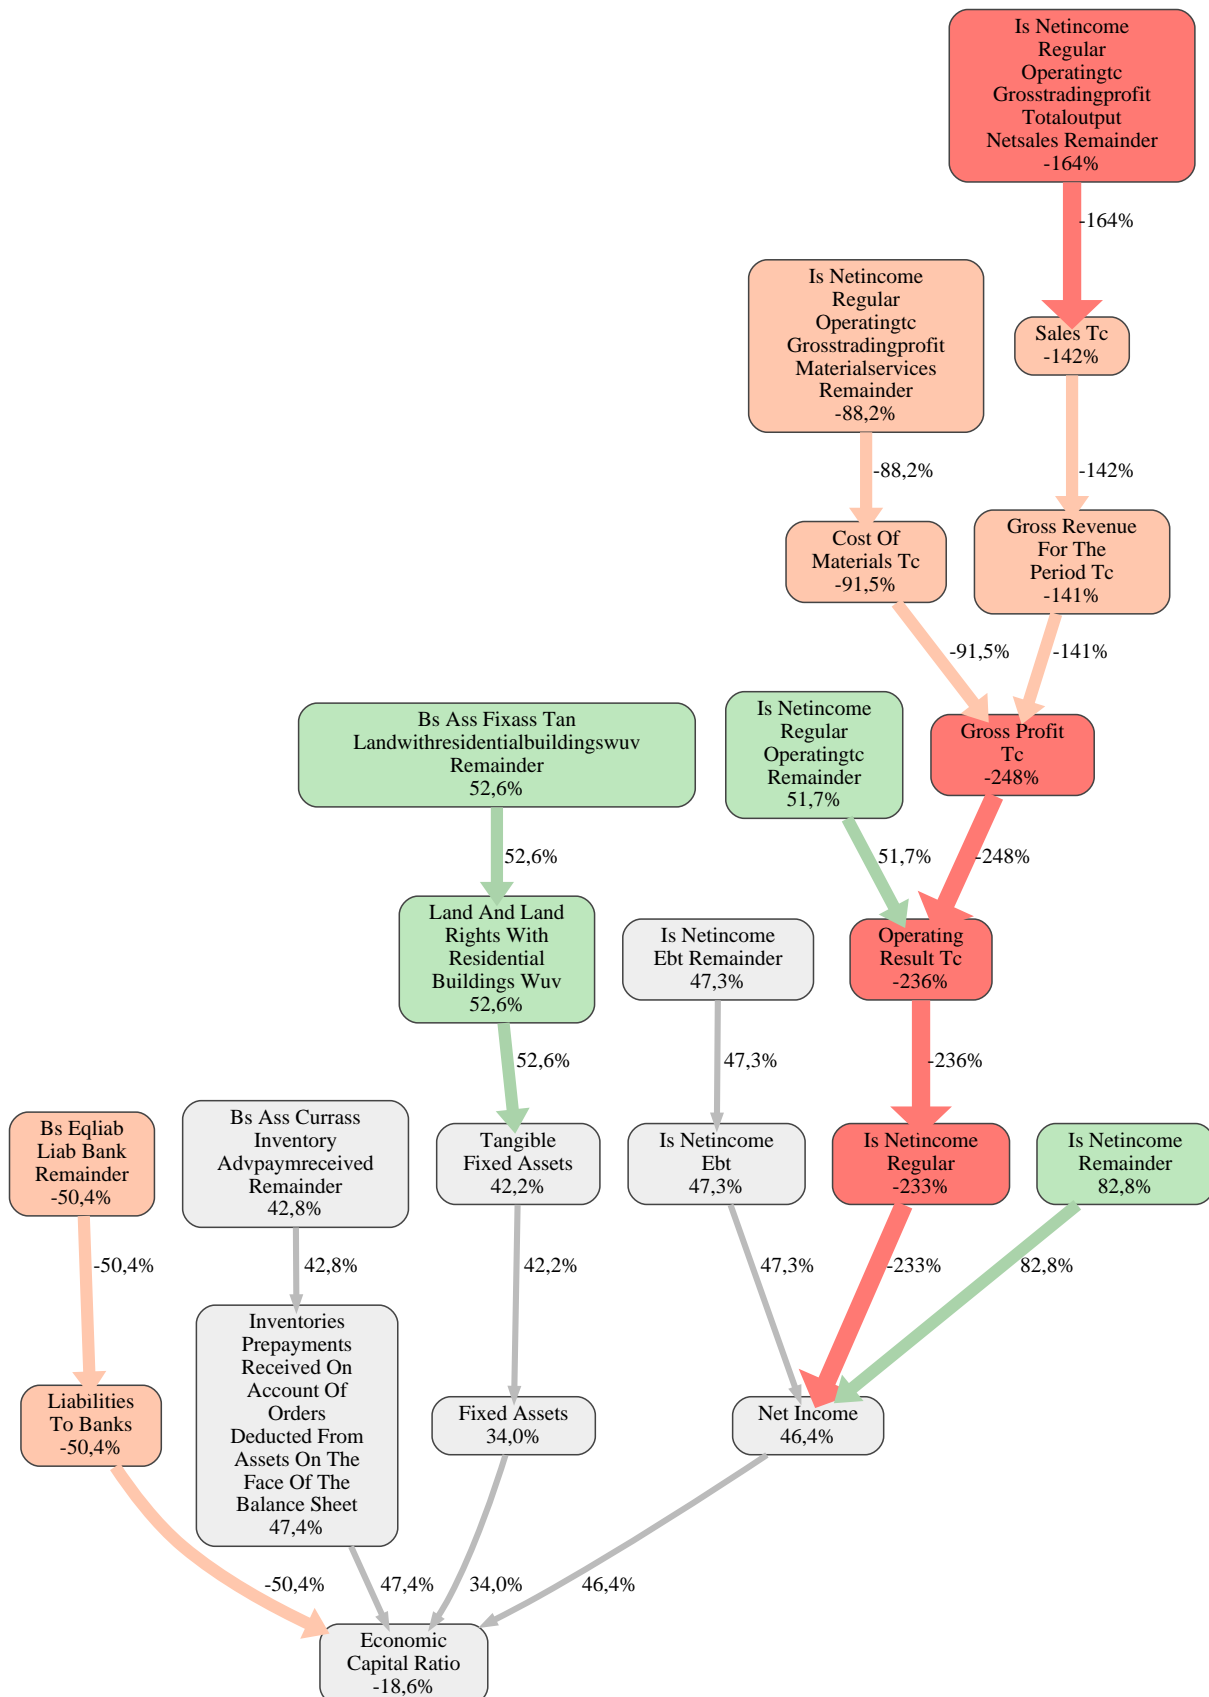 Is Netincome
Regular
Operatingtc
Grosstradingprofit
Totaloutput
Netsales Remainder
-164%
-164%
Is Netincome
Regular
Operatingtc
Grosstradingprofit
Materialservices
Remainder
-88,2%
Sales Tc
-142%
-88,2%
-142%
Cost Of
Materials Tc
-91,5%
Gross Revenue
For The
Period Tc
-141%
-91,5%
-141%
Bs Ass Fixass Tan
Landwithresidentialbuildingswuv
Remainder
52,6%
Is Netincome
Regular
Operatingtc
Remainder
51,7%
Gross Profit
Tc
-248%
52,6%
51,7%
-248%
Land And Land
Rights With
Residential
Buildings Wuv
52,6%
Is Netincome
Ebt Remainder
47,3%
Operating
Result Tc
-236%
52,6%
47,3%
-236%
Bs Eqliab
Liab Bank
Remainder
-50,4%
Bs Ass Currass
Inventory
Advpaymreceived
Remainder
42,8%
Tangible
Fixed Assets
42,2%
Is Netincome
Ebt
47,3%
Is Netincome
Regular
-233%
Is Netincome
Remainder
82,8%
-50,4%
42,8%
42,2%
47,3%
-233%
82,8%
Liabilities
To Banks
-50,4%
Inventories
Prepayments
Received On
Account Of
Orders
Deducted From
Assets On The
Face Of The
Balance Sheet
47,4%
Fixed Assets
34,0%
Net Income
46,4%
-50,4%
47,4%
34,0%
46,4%
Economic
Capital Ratio
-18,6%